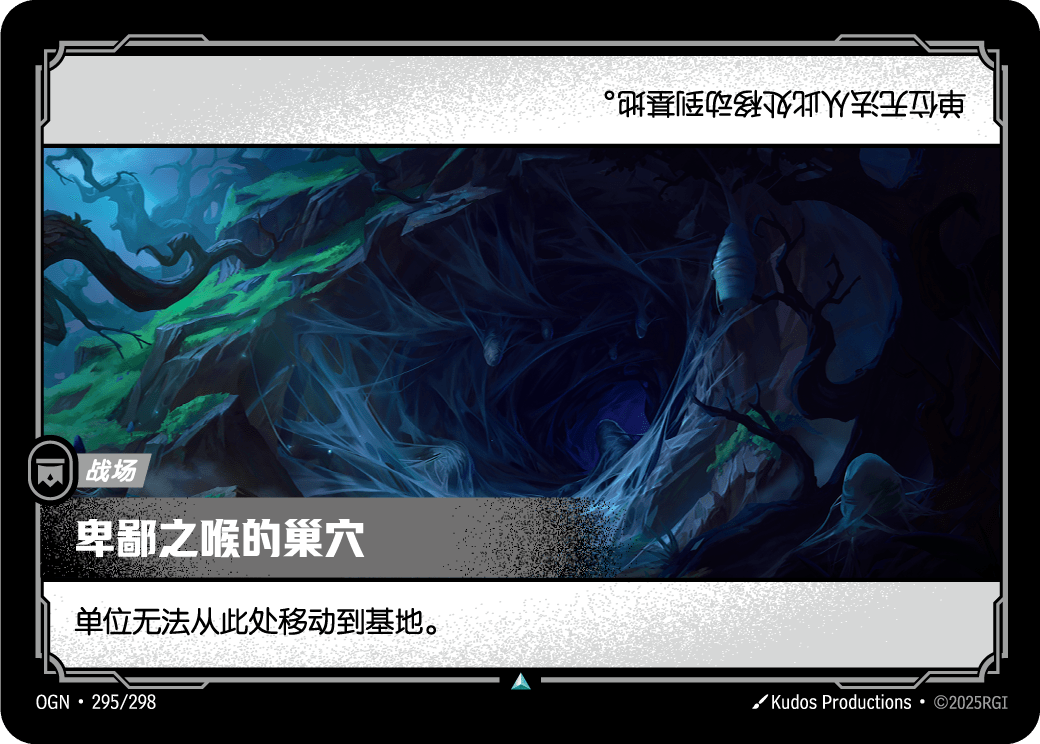 单位无法从此处移动到基地。
战场
卑鄙之喉的巢穴
单位无法从此处移动到基地。
OGN • 295/298
Kudos Productions • ©2025RGI